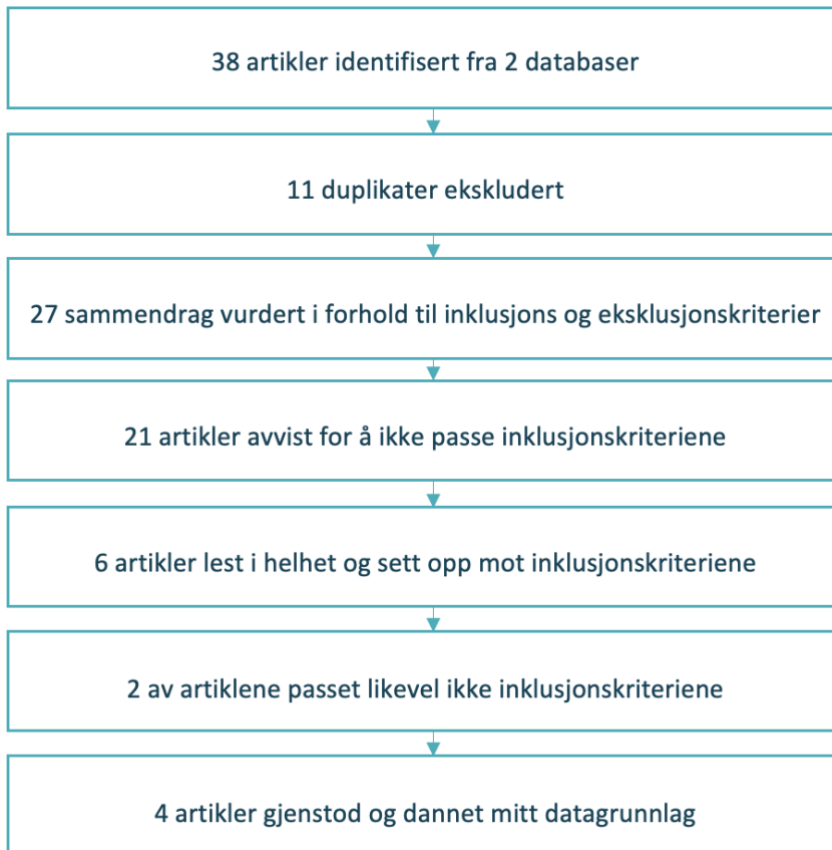 38 artikler identifisert fra 2 databaser
11 duplikater ekskludert
27 sammendrag vurdert i forhold til inklusjons og eksklusjonskriterier
21 artikler avvist for å ikke passe inklusjonskriteriene
6 artikler lest i helhet og sett opp mot inklusjonskriteriene
2 av artiklene passet likevel ikke inklusjonskriteriene
4 artikler gjenstod og dannet mitt datagrunnlag